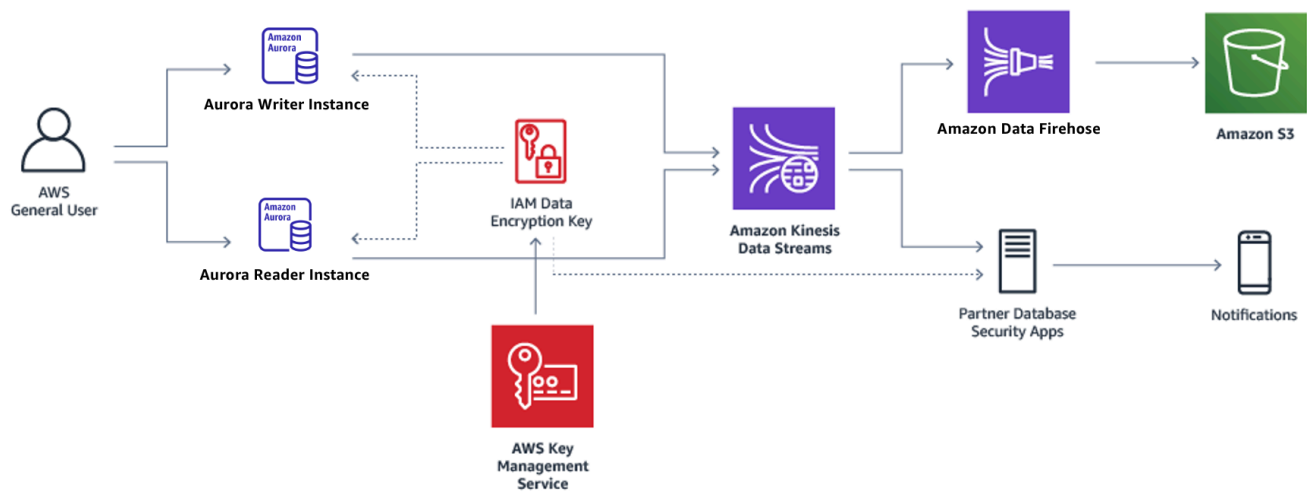 Amazon
Aurora
Aurora Writer Instance
Amazon Data Firehose
Amazon S3
AWS
General User
IAM Data
Encryption Key
Amazon
Aurora
Aurora Reader Instance
Amazon Kinesis
Data Streams
Partner Database
Security Apps
Notifications
AWS Key
Management
Service